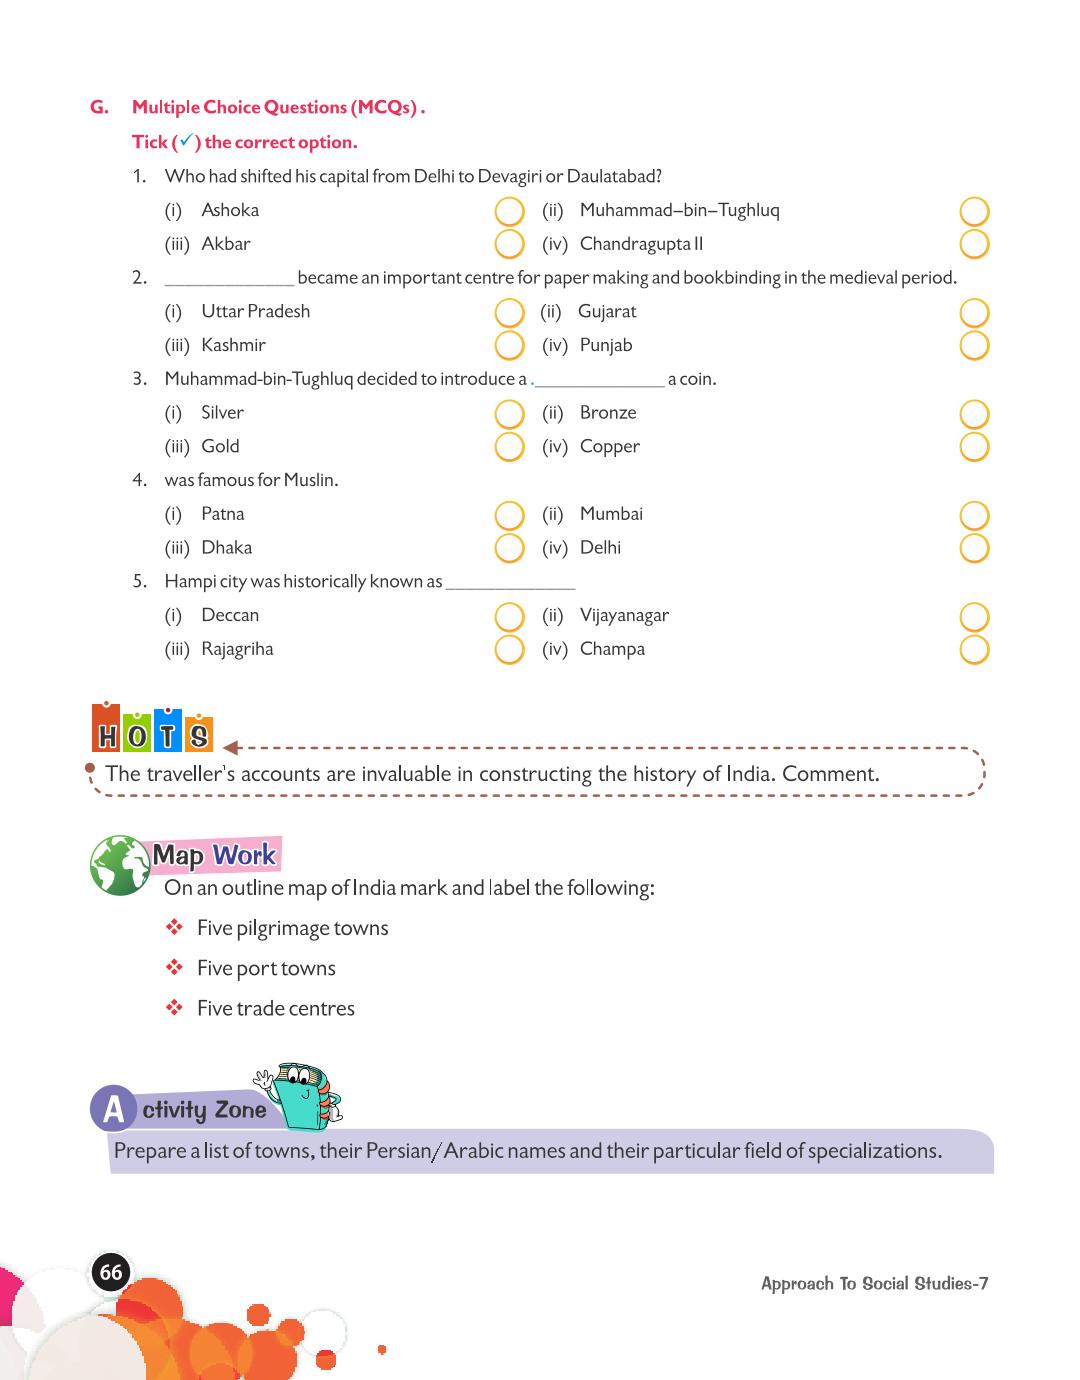 G. Multiple Choice Questions (MCQs) .
Tick (✓) the correct option.
1. Who had shifted his capital from Delhi to Devagiri or Daulatabad?
(i) Ashoka (ii) Muhammad–bin–Tughluq
(iii) Akbar (iv) Chandragupta II
2. _____________ became an important centre for paper making and bookbinding in the medieval period.
(i) Uttar Pradesh (ii) Gujarat
(iii) Kashmir (iv) Punjab
3. Muhammad-bin-Tughluq decided to introduce a ._____________ a coin.
(i) Silver (ii) Bronze
(iii) Gold (iv) Copper
4. was famous for Muslin.
(i) Patna (ii) Mumbai
(iii) Dhaka (iv) Delhi
5. Hampi city was historically known as _____________
(i) Deccan (ii) Vijayanagar
(iii) Rajagriha (iv) Champa
HOTS
The traveller's accounts are invaluable in constructing the history of India. Comment.
Map Work
On an outline map of India mark and label the following:
❖ Five pilgrimage towns
❖ Five port towns
❖ Five trade centres
Activity Zone
Prepare a list of towns, their Persian/Arabic names and their particular field of specializations.
66
Approach To Social Studies-7